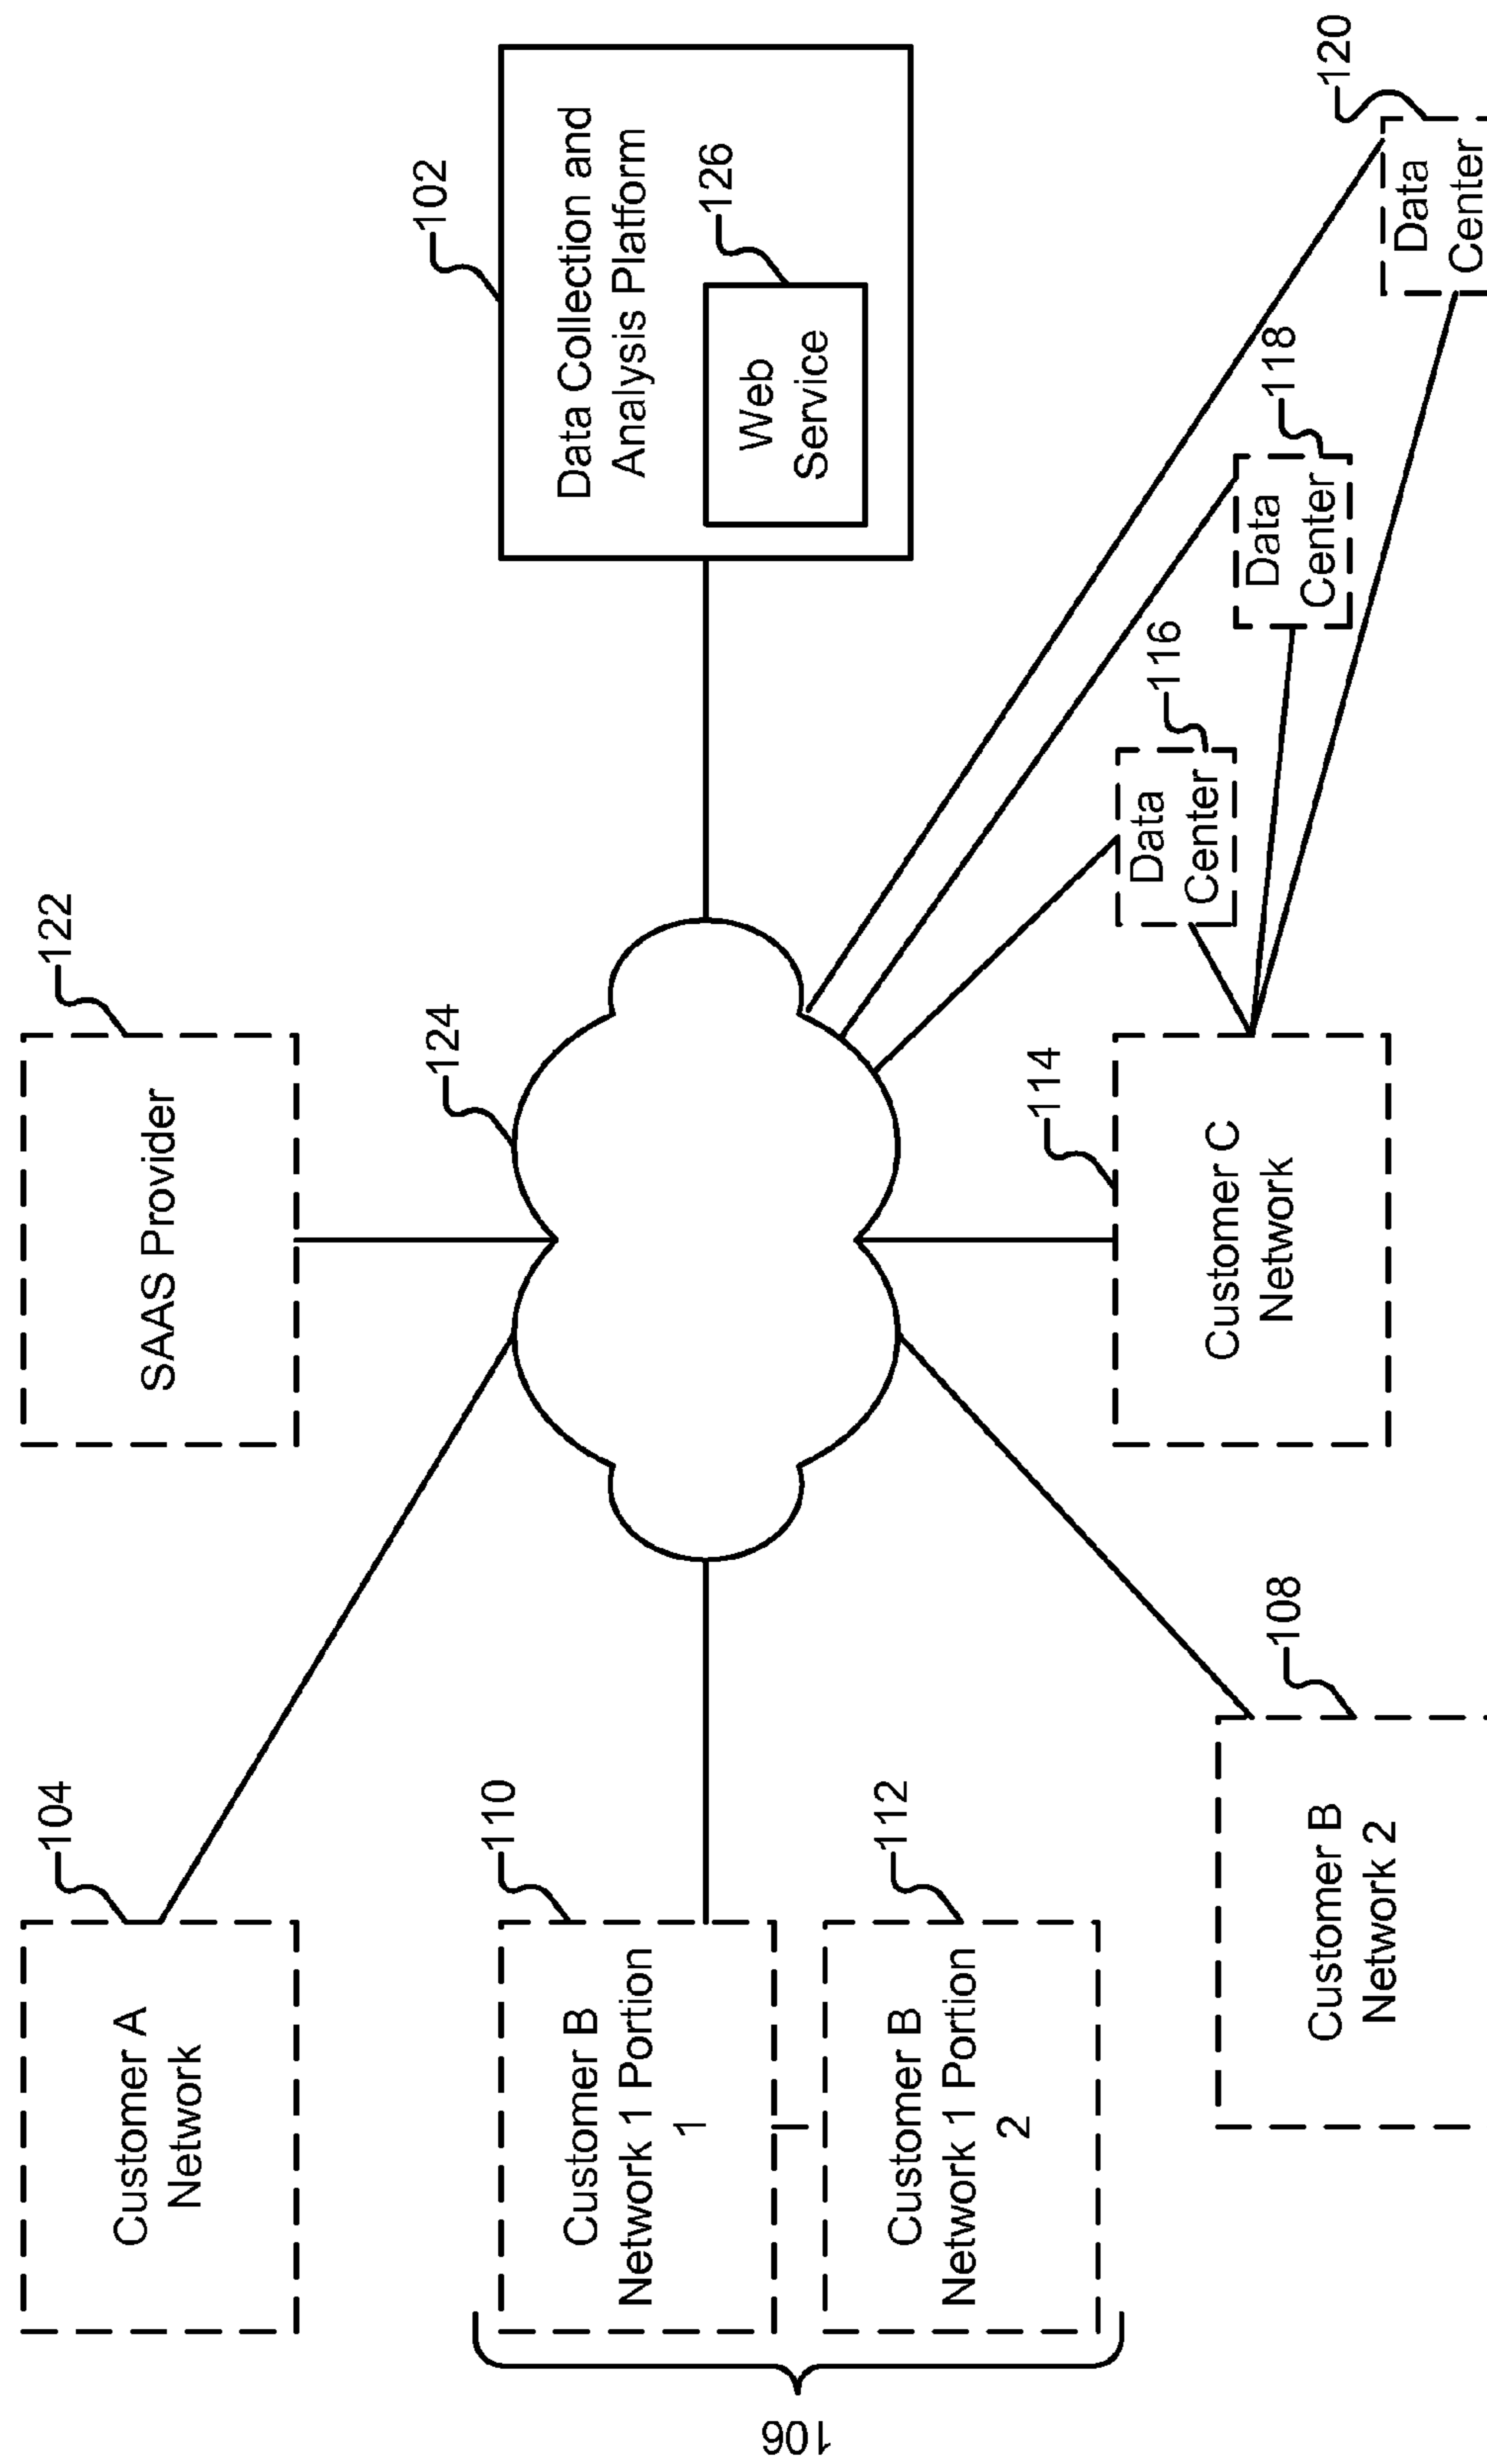 122
SAAS Provider
104
Customer A
Network
124
102
Data Collection and
Analysis Platform
126
Web
Service
110
Customer B
Network 1 Portion
1
112
Customer B
Network 1 Portion
2
106
114
Customer C
Network
116
Data
Center
118
Data
Center
120
Data
Center
108
Customer B
Network 2